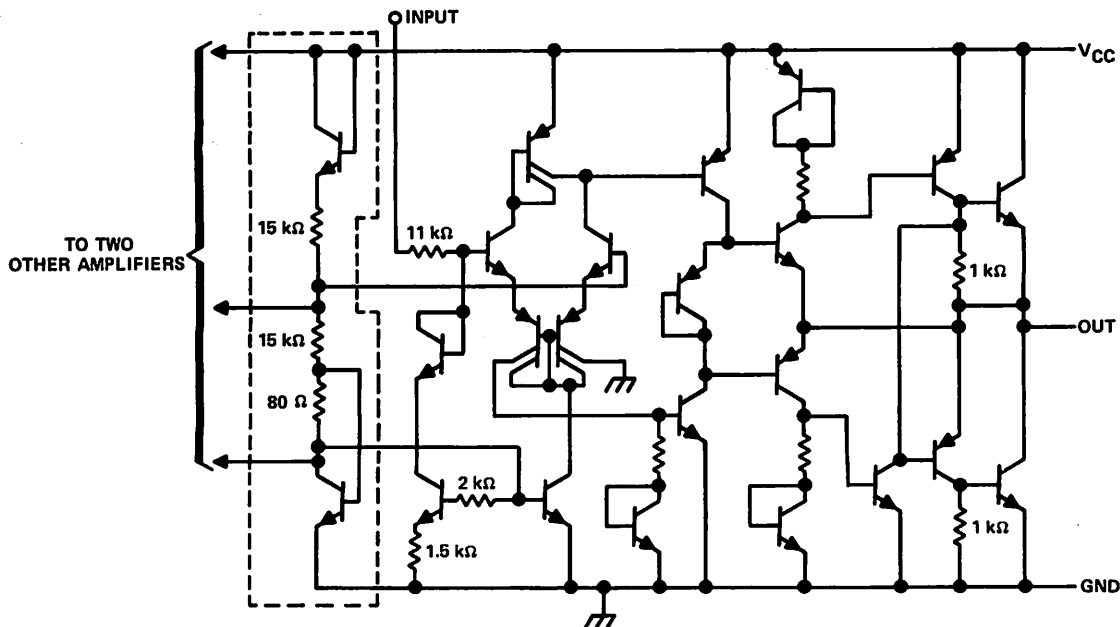 INPUT
VCC
15 kΩ
11 kΩ
TO TWO
OTHER AMPLIFIERS
1 kΩ
15 kΩ
OUT
80 Ω
2 kΩ
1.5 kΩ
1 kΩ
GND